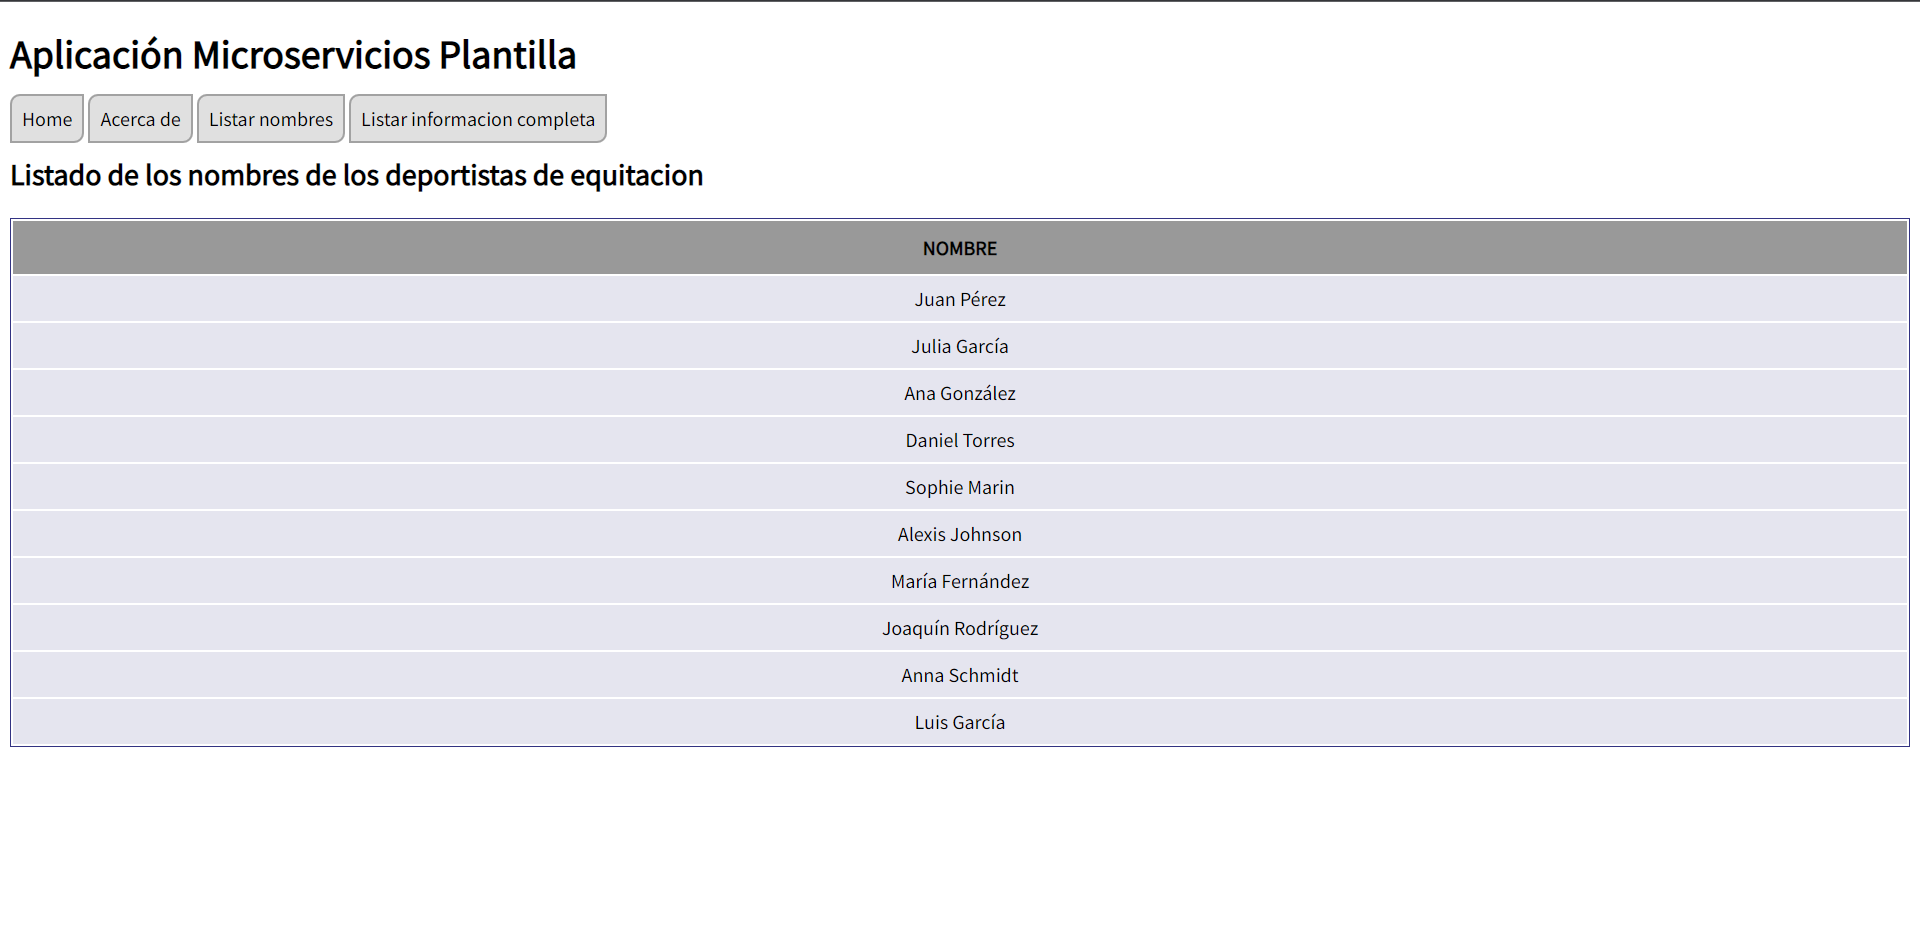 Aplicación Microservicios Plantilla
Home Acerca de Listar nombres Listar informacion completa
Listado de los nombres de los deportistas de equitacion
NOMBRE
Juan Pérez
Julia García
Ana González
Daniel Torres
Sophie Marin
Alexis Johnson
María Fernández
Joaquín Rodríguez
Anna Schmidt
Luis García